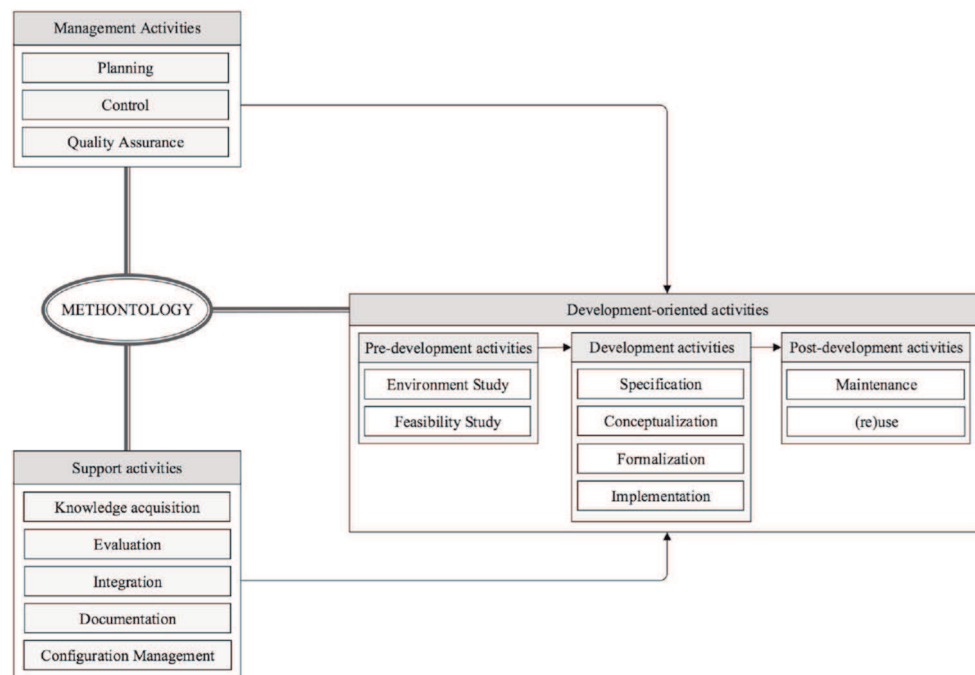 Management Activities
Planning
Control
Quality Assurance
METHONTOLOGY
Development-oriented activities
Pre-development activities
Environment Study
Feasibility Study
Development activities
Specification
Conceptualization
Formalization
Implementation
Post-development activities
Maintenance
(re)use
Support activities
Knowledge acquisition
Evaluation
Integration
Documentation
Configuration Management